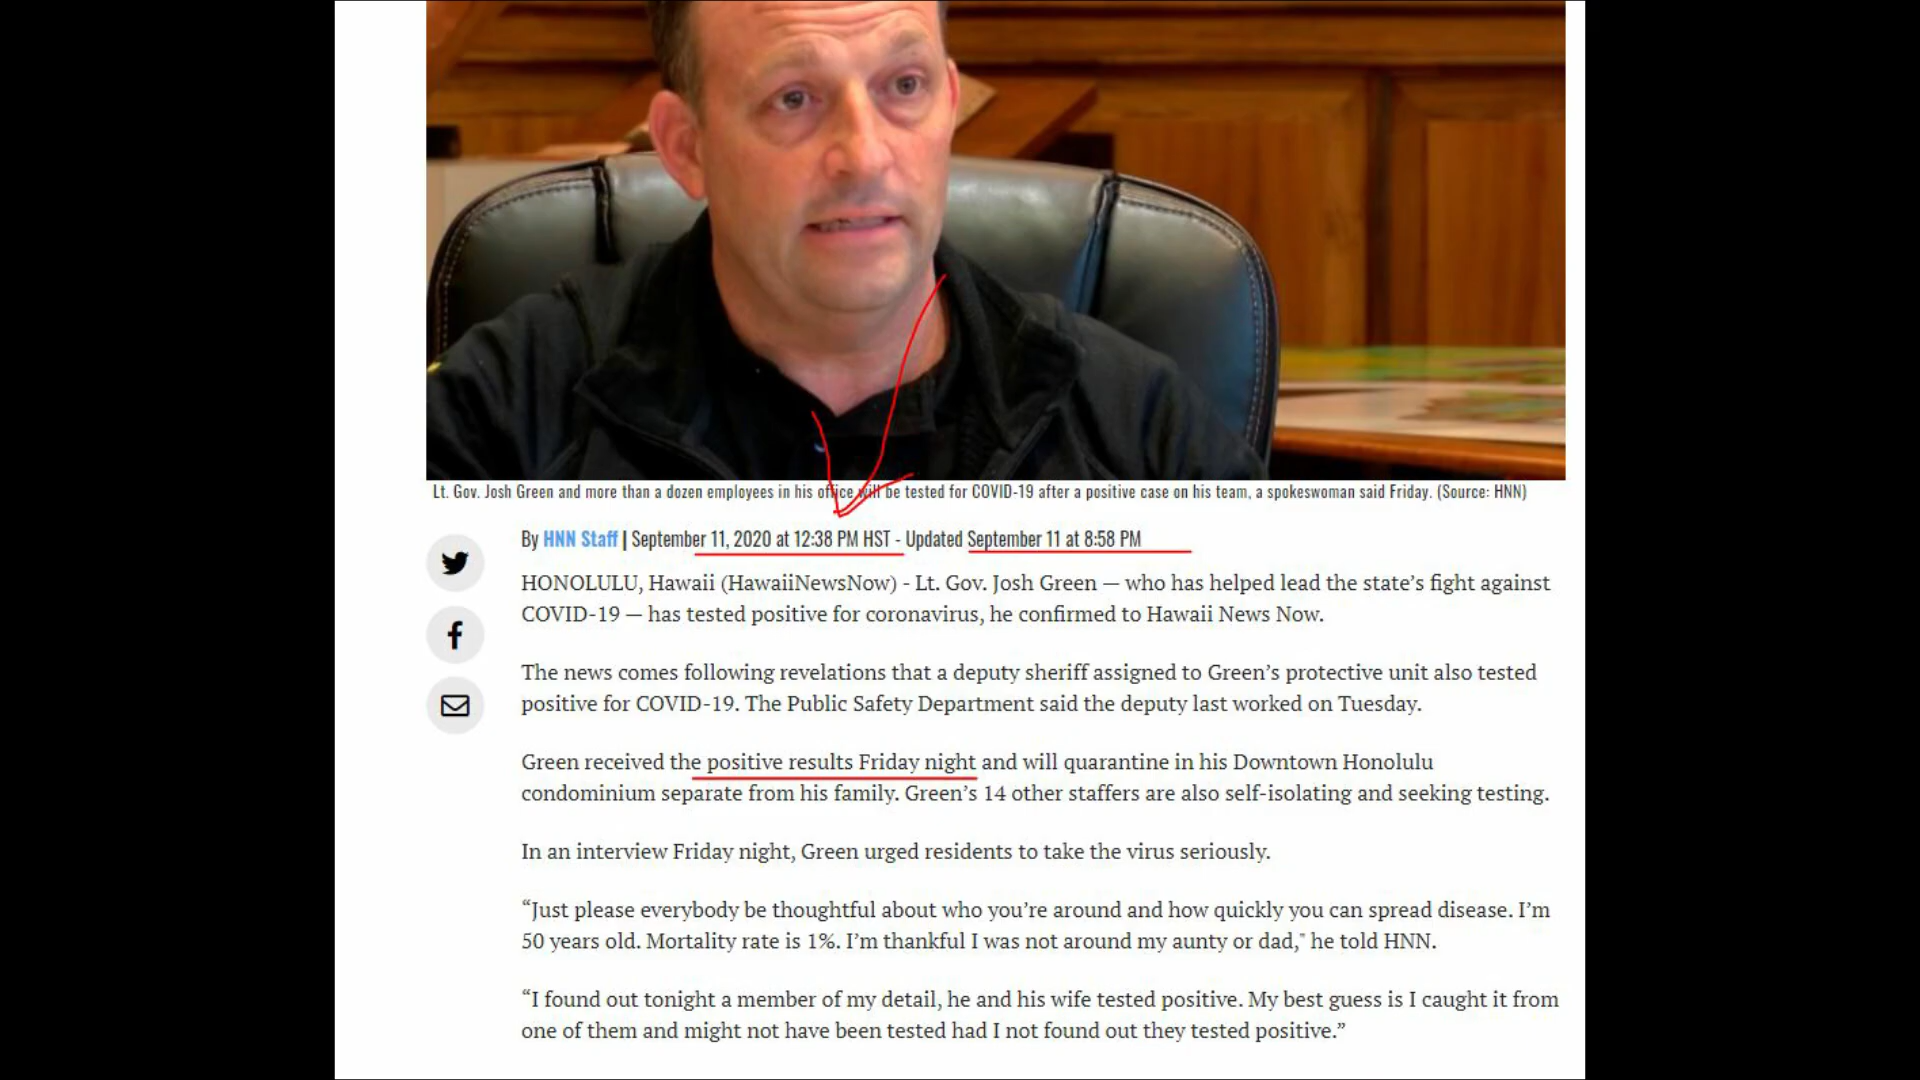 Lt. Gov. Josh Green and more than a dozen employees in his office will be tested for COVID-19 after a positive case on his team, a spokeswoman said Friday. (Source: HNN)
By HNN Staff | September 11, 2020 at 12:38 PM HST - Updated September 11 at 8:58 PM
HONOLULU, Hawaii (HawaiiNewsNow) - Lt. Gov. Josh Green — who has helped lead the state’s fight against
COVID-19 — has tested positive for coronavirus, he confirmed to Hawaii News Now.
The news comes following revelations that a deputy sheriff assigned to Green’s protective unit also tested
positive for COVID-19. The Public Safety Department said the deputy last worked on Tuesday.
Green received the positive results Friday night and will quarantine in his Downtown Honolulu
condominium separate from his family. Green’s 14 other staffers are also self-isolating and seeking testing.
In an interview Friday night, Green urged residents to take the virus seriously.
“Just please everybody be thoughtful about who you’re around and how quickly you can spread disease. I’m
50 years old. Mortality rate is 1%. I’m thankful I was not around my aunty or dad," he told HNN.
“I found out tonight a member of my detail, he and his wife tested positive. My best guess is I caught it from
one of them and might not have been tested had I not found out they tested positive.”